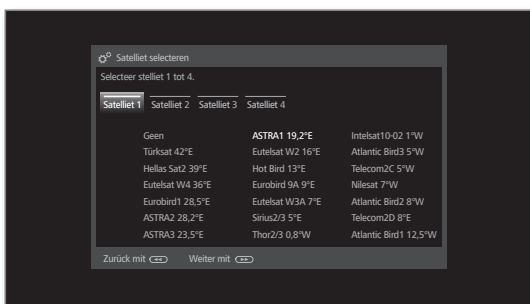 Satelliet selecteren
Selecteer stelliet 1 tot 4.
Satelliet 1 Satelliet 2 Satelliet 3 Satelliet 4
Geen ASTRA1 19,2°E Intelsat10-02 1°W
Türksat 42°E Eutelsat W2 16°E Atlantic Bird3 5°W
Hellas Sat2 39°E Hot Bird 13°E Telecom2C 5°W
Eutelsat W4 36°E Eurobird 9A 9°E Nilesat 7°W
Eurobird1 28,5°E Eutelsat W3A 7°E Atlantic Bird2 8°W
ASTRA2 28,2°E Sirius2/3 5°E Telecom2D 8°E
ASTRA3 23,5°E Thor2/3 0,8°W Atlantic Bird1 12,5°W
Zurück mit Weiter mit